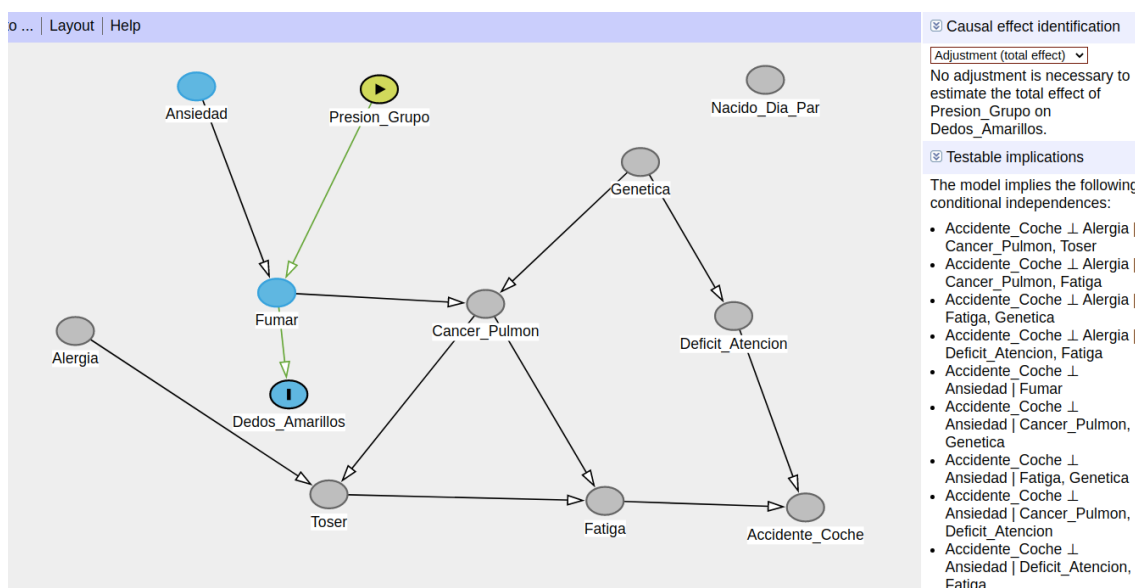 o ... | Layout | Help
Ansiedad
Presion_Grupo
Nacido_Dia_Par
Genetica
Fumar
Cancer_Pulmon
Deficit_Atencion
Alergia
Dedos_Amarillos
Toser
Fatiga
Accidente_Coche
Causal effect identification
Adjustment (total effect)
No adjustment is necessary to
estimate the total effect of
Presion_Grupo on
Dedos_Amarillos.
Testable implications
The model implies the following
conditional independences:
• Accidente_Coche ⊥ Alergia |
Cancer_Pulmon, Toser
• Accidente_Coche ⊥ Alergia |
Cancer_Pulmon, Fatiga
• Accidente_Coche ⊥ Alergia |
Fatiga, Genetica
• Accidente_Coche ⊥ Alergia |
Deficit_Atencion, Fatiga
• Accidente_Coche ⊥
Ansiedad | Fumar
• Accidente_Coche ⊥
Ansiedad | Cancer_Pulmon,
Genetica
• Accidente_Coche ⊥
Ansiedad | Fatiga, Genetica
• Accidente_Coche ⊥
Ansiedad | Cancer_Pulmon,
Deficit_Atencion
• Accidente_Coche ⊥
Ansiedad | Deficit_Atencion,
Fatiga